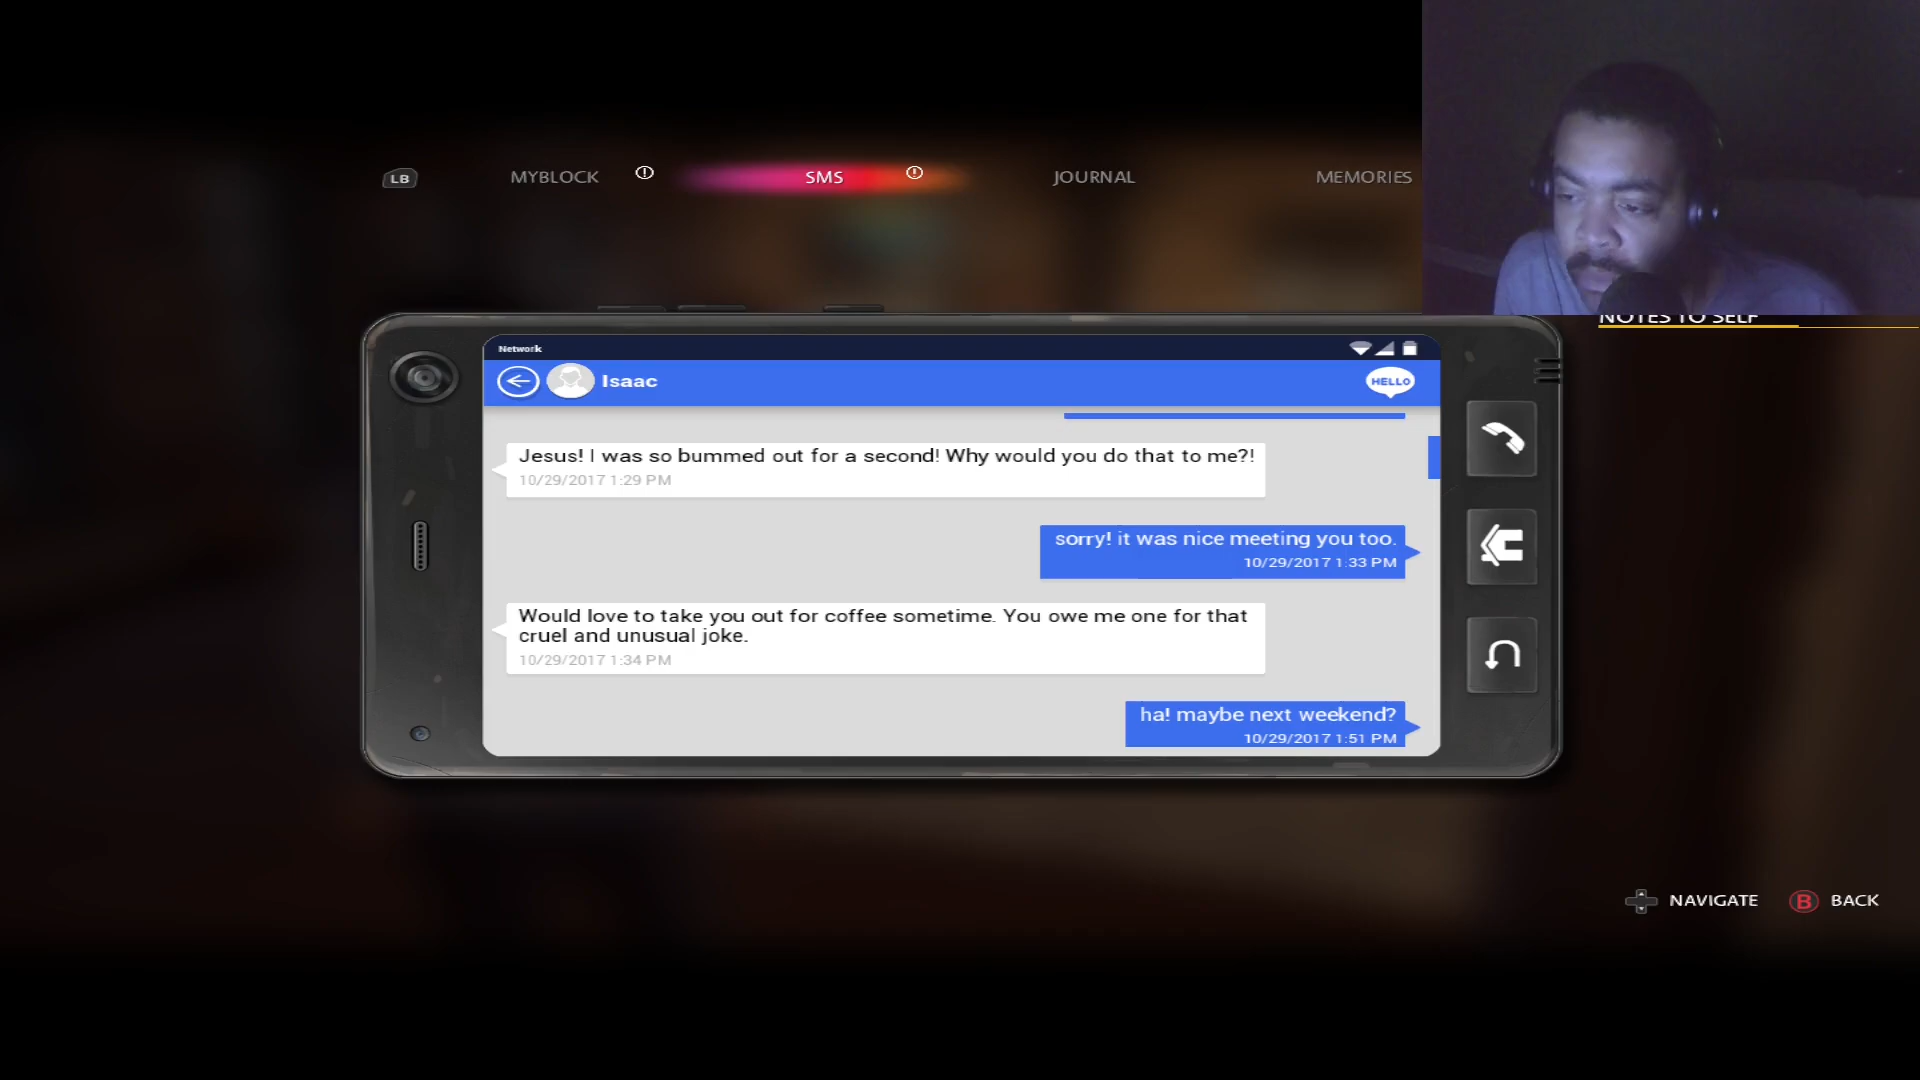 LB
MYBLOCK
SMS
JOURNAL
MEMORIES
NOTES TO SELF
Network
Isaac
HELLO
Jesus! I was so bummed out for a second! Why would you do that to me?!
10/29/2017 1:29 PM
sorry! it was nice meeting you too.
10/29/2017 1:33 PM
Would love to take you out for coffee sometime. You owe me one for that
cruel and unusual joke.
10/29/2017 1:34 PM
ha! maybe next weekend?
10/29/2017 1:51 PM
NAVIGATE
B BACK